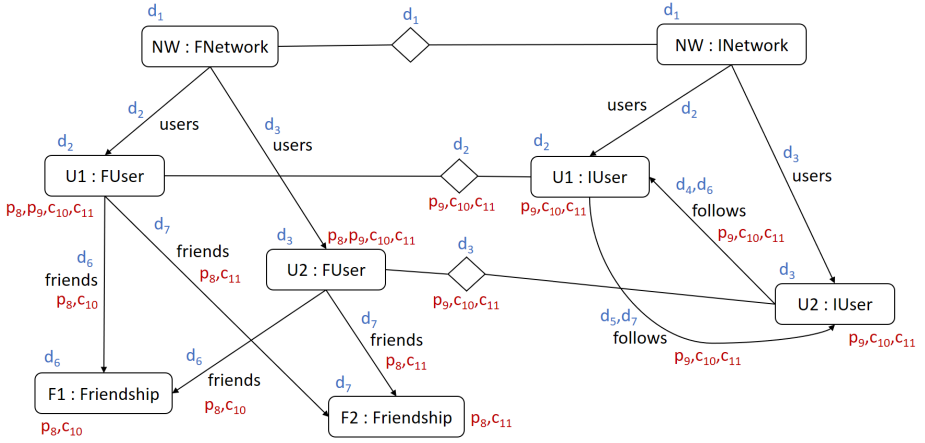 d1
d1
d1
NW : FNetwork
NW : INetwork
d2
users
d3
users
users
d2
d3
users
d2
d2
d2
U1 : FUser
U1 : IUser
p8,p9,c10,c11
p9,c10,c11
p9,c10,c11
d4,d6
follows
p9,c10,c11
d7
friends
p8,c11
d3
p8,p9,c10,c11
d3
d3
d6
friends
p8,c10
U2 : FUser
p9,c10,c11
U2 : IUser
d5,d7
follows
p9,c10,c11
p9,c10,c11
d7
friends
p8,c11
d6
d6
friends
p8,c10
d7
F1 : Friendship
F2 : Friendship
p8,c11
p8,c10